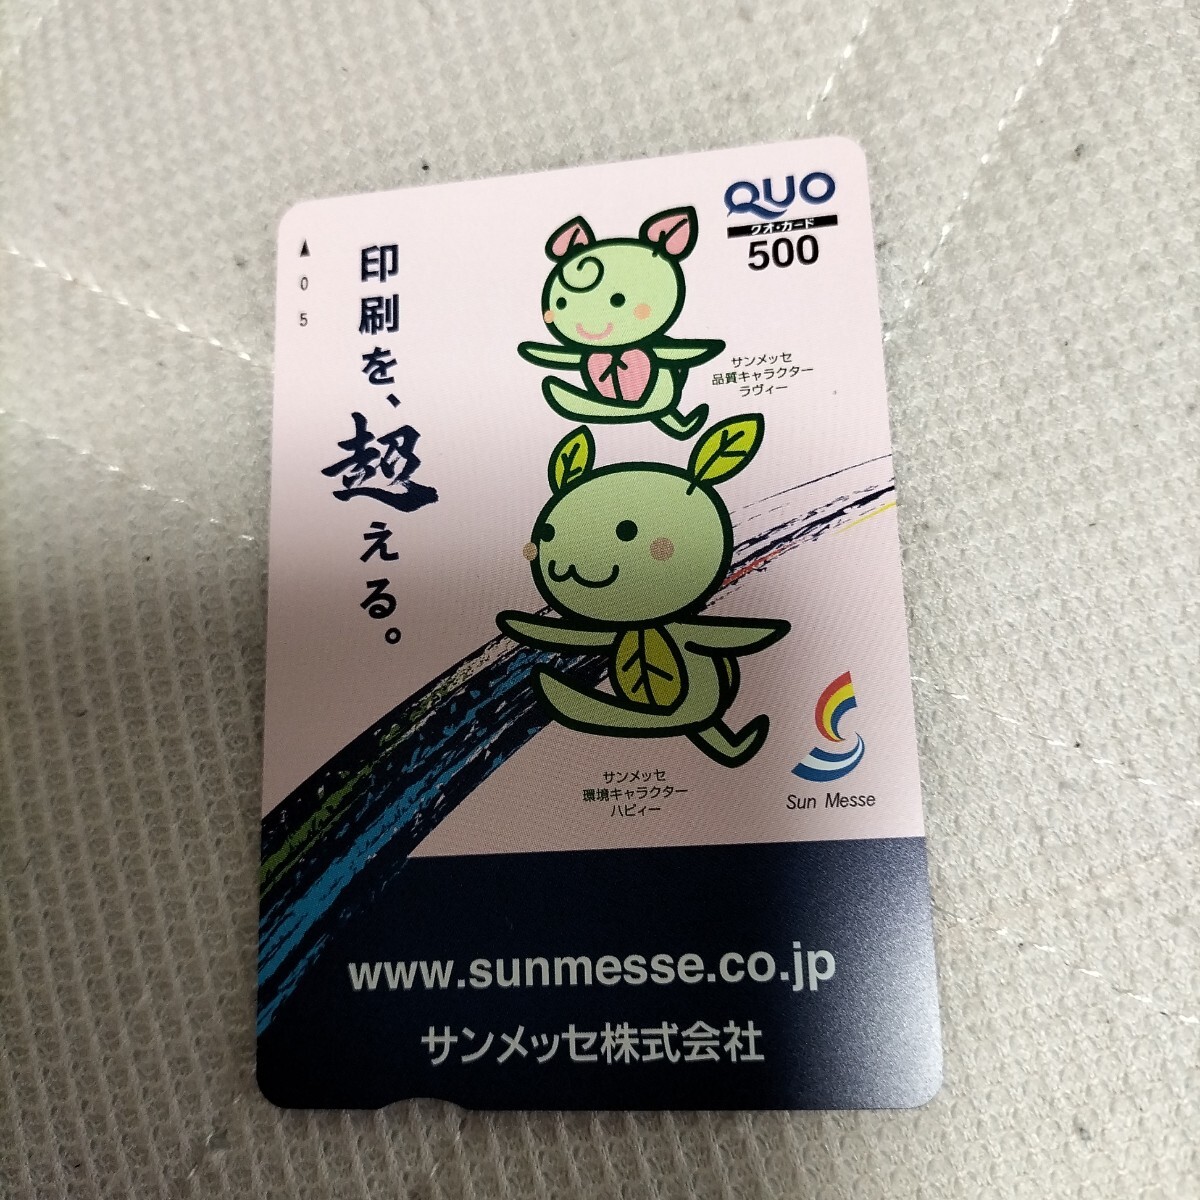 QUO
クオ・カード
500
▲
0
5
印刷を、
超える。
サンメッセ
品質キャラクター
ラヴィー
サンメッセ
環境キャラクター
ハピィー
Sun Messe
www.sunmesse.co.jp
サンメッセ株式会社